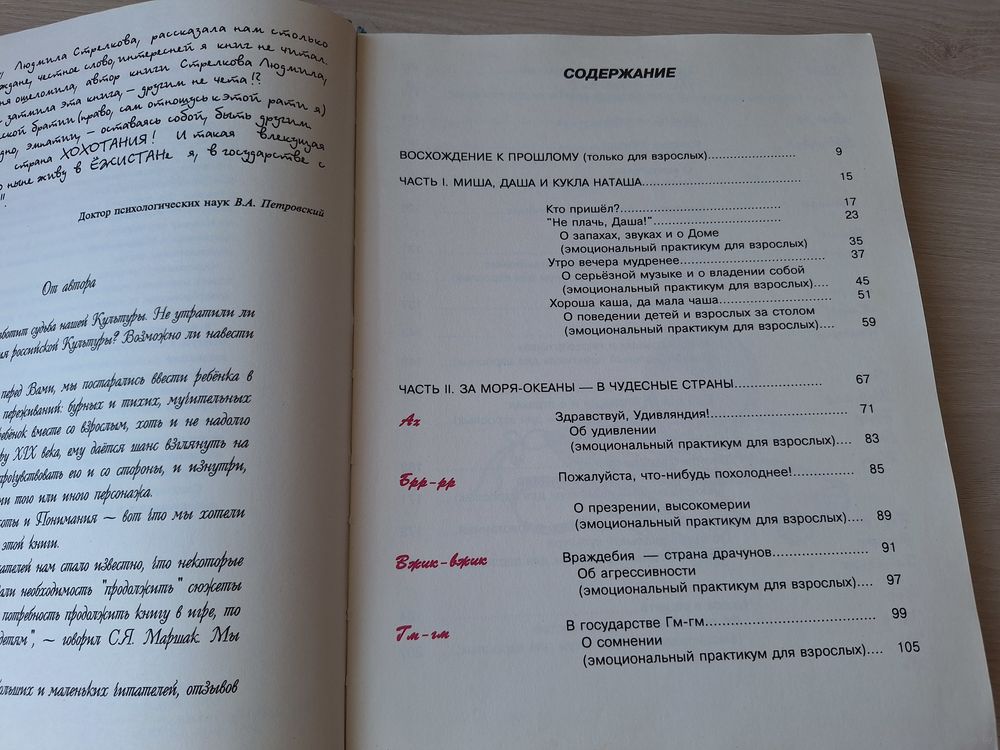 Людмила Стрелкова, рассказала нам столько
честное слово, интересней я книг не читал.
ошеломила, автор книги Стрелкова Людмила,
затмила эта книга, — другим не чета!?
братии (право, сам отношусь к этой рати я)
эмпатии, — оставаясь собой, быть другим.
страна ХОХОТАНИЯ! И такая влекущая
ныне живу в ЁЖИСТАНе я, в государстве с
Доктор психологических наук В.А. Петровский
От автора
судьба нашей Культуры. Не утратили ли
российской Культуры? Возможно ли навести
перед Вами, мы постарались ввести ребёнка в
переживаний: бурных и тихих, мучительных
вместе со взрослым, хоть и не надолго
XIX века, ему даётся шанс взглянуть на
прочувствовать его и со стороны, и изнутри,
того или иного персонажа.
и Понимания — вот что мы хотели
этой книги.
нам стало известно, что некоторые
необходимость "продолжить" сюжеты
потребность продолжить книгу в игре, то
детям", — говорил С.Я. Маршак. Мы
и маленьких читателей, отзывов
СОДЕРЖАНИЕ
ВОСХОЖДЕНИЕ К ПРОШЛОМУ (только для взрослых)...................... 9
ЧАСТЬ I. МИША, ДАША И КУКЛА НАТАША........................................ 15
Кто пришёл?........................................ 17
"Не плачь, Даша!"................................ 23
О запахах, звуках и о Доме
(эмоциональный практикум для взрослых) 35
Утро вечера мудренее.................................... 37
О серьёзной музыке и о владении собой
(эмоциональный практикум для взрослых).... 45
Хороша каша, да мала чаша............................ 51
О поведении детей и взрослых за столом
(эмоциональный практикум для взрослых).... 59
ЧАСТЬ II. ЗА МОРЯ-ОКЕАНЫ — В ЧУДЕСНЫЕ СТРАНЫ...................... 67
Ах Здравствуй, Удивляндия!.................................. 71
Об удивлении
(эмоциональный практикум для взрослых).... 83
Брр-рр Пожалуйста, что-нибудь похолоднее!............... 85
О презрении, высокомерии
(эмоциональный практикум для взрослых).... 89
Вжик-вжик Враждебия — страна драчунов........................ 91
Об агрессивности
(эмоциональный практикум для взрослых).... 97
Гм-гм В государстве Гм-гм........................................ 99
О сомнении
(эмоциональный практикум для взрослых).... 105